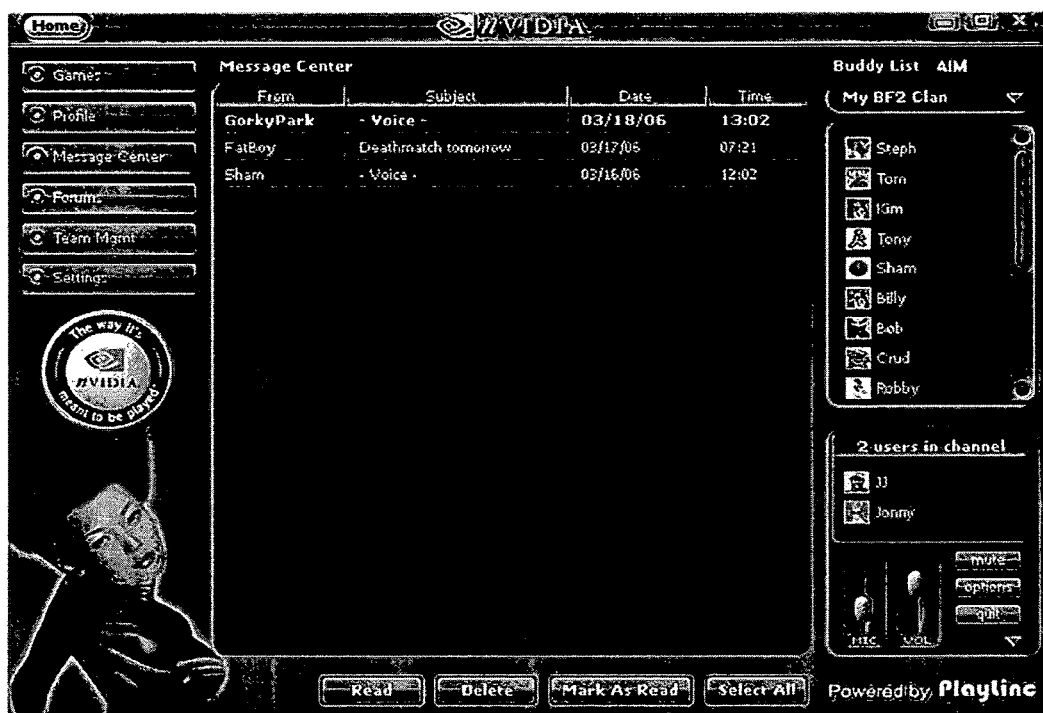 Home
NVIDIA.
X
Games
Profile
Message Center
Forums
Team Mgmt
Settings
The way it's
NVIDIA
meant to be played
Message Center
From Subject Date Time
GorkyPark - Voice - 03/18/06 13:02
FatBoy Deathmatch tomorrow 03/17/06 07:21
Sham - Voice - 03/16/06 12:02
Read Delete Mark As Read Select All
Buddy List AIM
My BF2 Clan
Steph
Tom
Kim
Tony
Sham
Billy
Bob
Crud
Robby
2 users in channel
JJ
Jonny
mute
options
quit
MIC VOL
Powered by PlayLinc